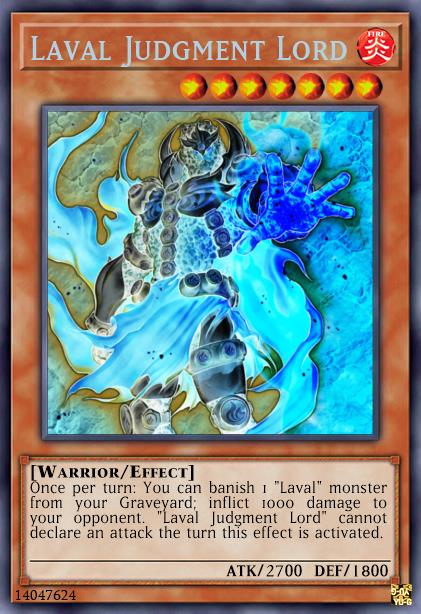 Laval Judgment Lord
FIRE
炎
[Warrior/Effect]
Once per turn: You can banish 1 "Laval" monster
from your Graveyard; inflict 1000 damage to
your opponent. "Laval Judgment Lord" cannot
declare an attack the turn this effect is activated.
ATK/2700 DEF/1800
14047624